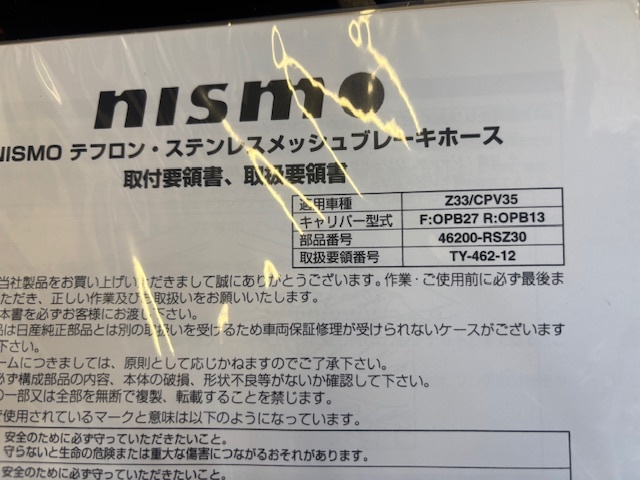 nismo
NISMO テフロン・ステンレスメッシュブレーキホース
取付要領書、取扱要領書
適用車種 Z33/CPV35
キャリパー型式 F:OPB27 R:OPB13
部品番号 46200-RSZ30
取扱要領番号 TY-462-12
当社製品をお買い上げいただきまして誠にありがとうございます。作業・ご使用前に必ず最後ま
ただき、正しい作業及び取扱いをお願いいたします。
本書を必ずお客様にお渡し下さい。
品は日産純正部品とは別の取扱いを受けるため車両保証修理が受けられないケースがございます
下さい。
ームにつきましては、原則として応じかねますのでご了承下さい。
必ず構成部品の内容、本体の破損、形状不良等がないか確認して下さい。
の一部又は全部を無断で複製、転載することを禁じます。
で使用されているマークと意味は以下のようになっています。
安全のために必ず守っていただきたいこと。
守らないと生命の危険または重大な傷害につながるおそれがあります。
安全のために必ず守っていただきたいこと。